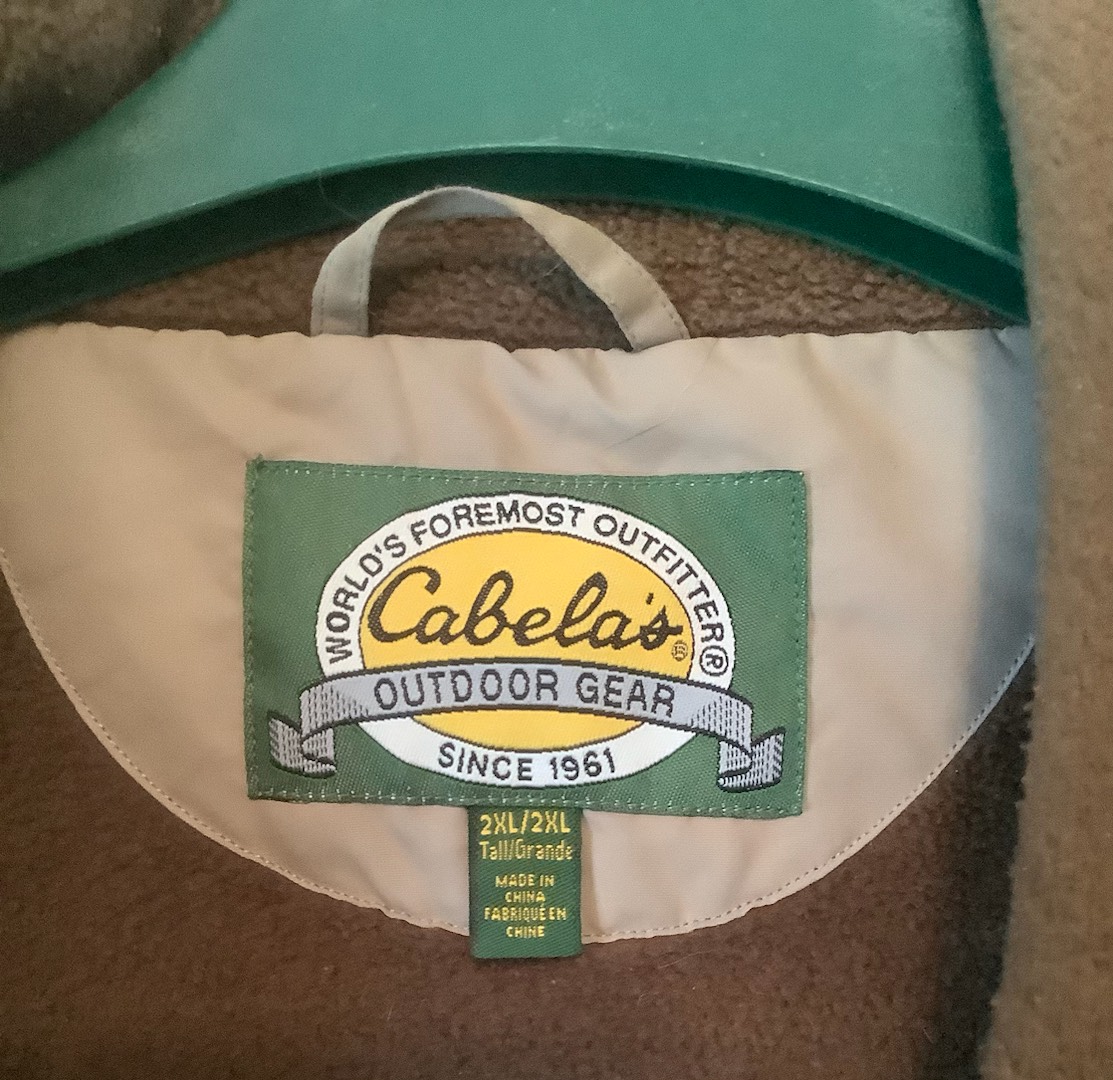 WORLD'S FOREMOST OUTFITTER®
Cabela's®
OUTDOOR GEAR
SINCE 1961
2XL/2XL
Tall/Grande
MADE IN
CHINA
FABRIQUÉ EN
CHINE